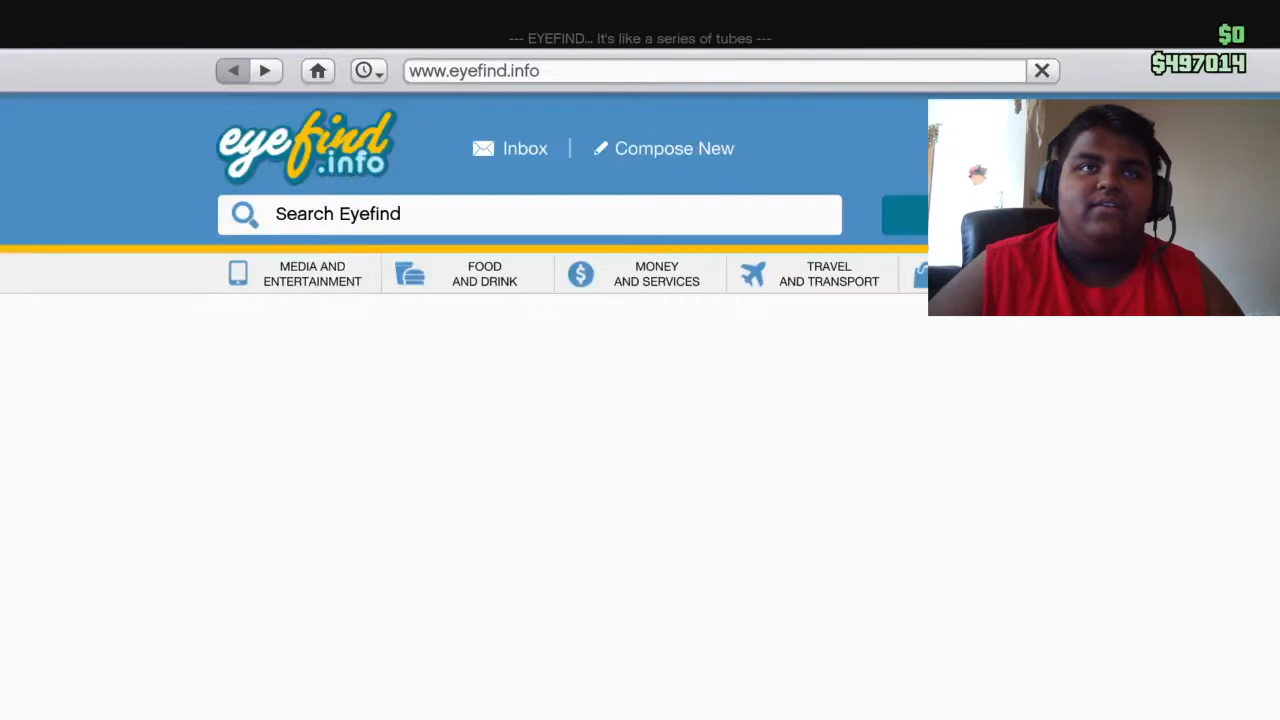 --- EYEFIND... It's like a series of tubes ---
$0
$497014
www.eyefind.info
eyefind
.info
Inbox
Compose New
Search Eyefind
MEDIA AND
ENTERTAINMENT
FOOD
AND DRINK
MONEY
AND SERVICES
TRAVEL
AND TRANSPORT